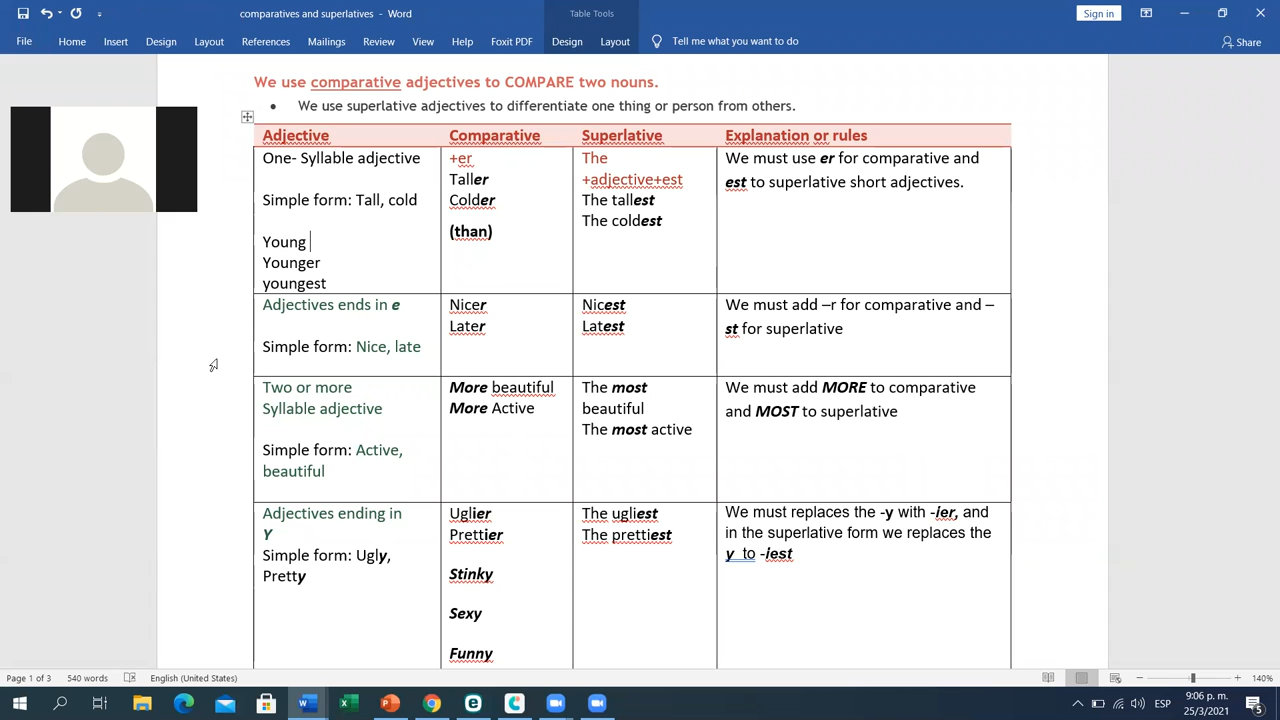 comparatives and superlatives - Word
Table Tools
Sign in
File Home Insert Design Layout References Mailings Review View Help Foxit PDF Design Layout Tell me what you want to do Share
We use comparative adjectives to COMPARE two nouns.
• We use superlative adjectives to differentiate one thing or person from others.
Adjective Comparative Superlative Explanation or rules
One- Syllable adjective
Simple form: Tall, cold
Young
Younger
youngest
+er
Taller
Colder
(than)
The
+adjective+est
The tallest
The coldest
We must use er for comparative and
est to superlative short adjectives.
Adjectives ends in e
Simple form: Nice, late
Nicer
Later
Nicest
Latest
We must add –r for comparative and –
st for superlative
Two or more
Syllable adjective
Simple form: Active,
beautiful
More beautiful
More Active
The most
beautiful
The most active
We must add MORE to comparative
and MOST to superlative
Adjectives ending in
Y
Simple form: Ugly,
Pretty
Uglier
Prettier
Stinky
Sexy
Funny
The ugliest
The prettiest
We must replaces the -y with -ier, and
in the superlative form we replaces the
y to -iest
Page 1 of 3 540 words English (United States) 140%
ESP
9:06 p. m.
25/3/2021
5